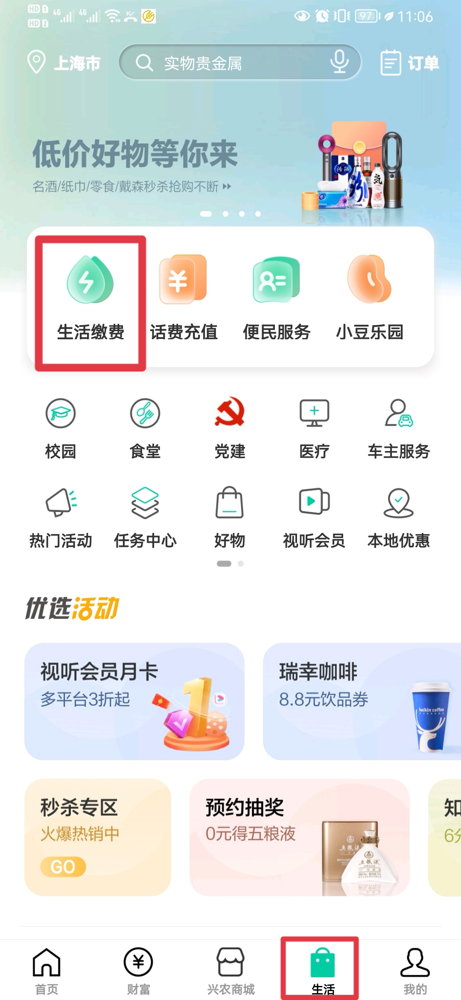 HD 1 4G 4G
HD 2
97 11:06
上海市 实物贵金属 订单
低价好物等你来
名酒/纸巾/零食/戴森秒杀抢购不断
生活缴费 话费充值 便民服务 小豆乐园
校园 食堂 党建 医疗 车主服务
热门活动 任务中心 好物 视听会员 本地优惠
优选活动
视听会员月卡 瑞幸咖啡
多平台3折起 8.8元饮品券
luckin coffee
秒杀专区 预约抽奖 知
火爆热销中 0元得五粮液 6分
GO
五粮液
五粮液
首页 财富 兴农商城 生活 我的